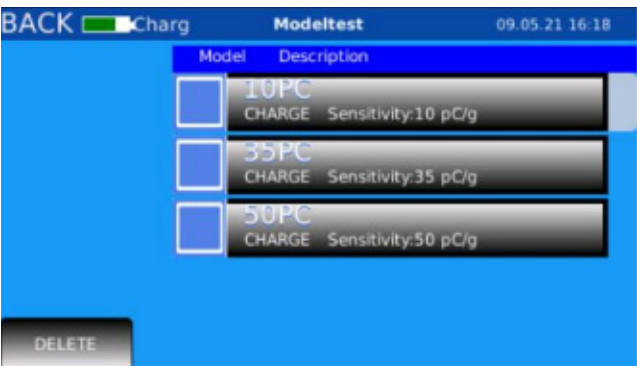 BACK Charg Modeltest 09.05.21 16:18
Model Description
10PC
CHARGE Sensitivity:10 pC/g
35PC
CHARGE Sensitivity:35 pC/g
50PC
CHARGE Sensitivity:50 pC/g
DELETE